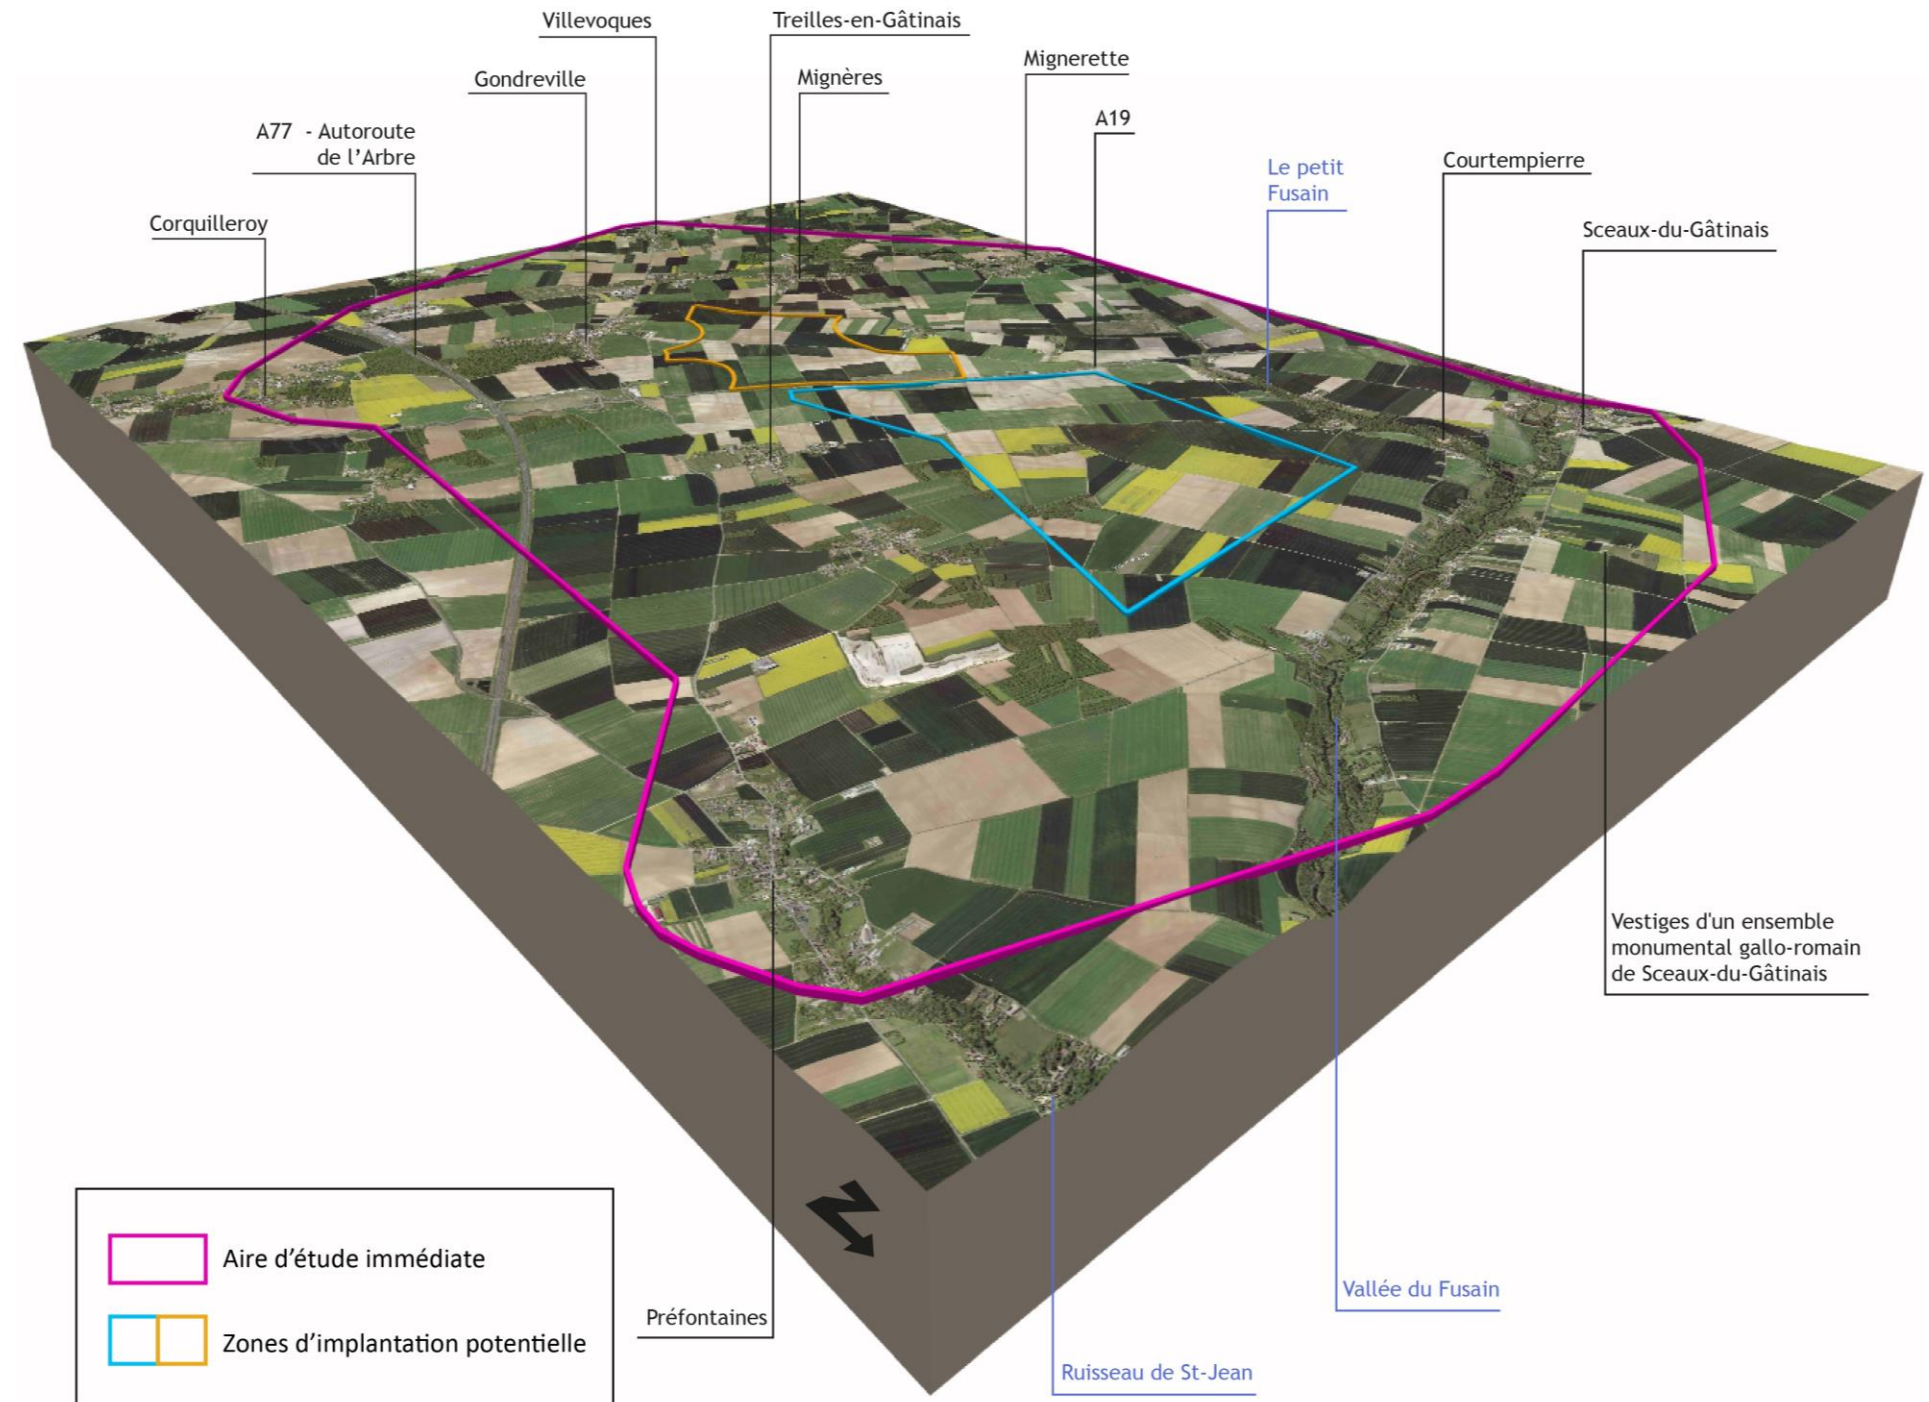 Villevoques
Treilles-en-Gâtinais
Mignerette
Gondreville
Mignères
A77 - Autoroute
de l’Arbre
A19
Le petit
Fusain
Courtempierre
Corquilleroy
Sceaux-du-Gâtinais
Vestiges d'un ensemble
monumental gallo-romain
de Sceaux-du-Gâtinais
N
Aire d’étude immédiate
Zones d’implantation potentielle
Préfontaines
Vallée du Fusain
Ruisseau de St-Jean